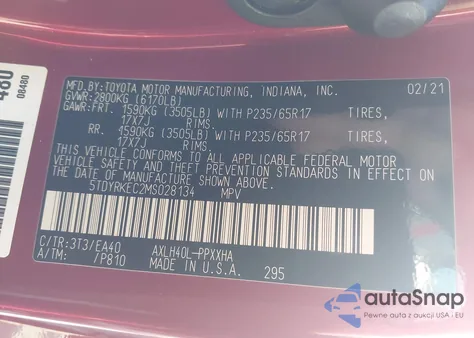 480
08480
MFD.BY:TOYOTA MOTOR MANUFACTURING, INDIANA, INC. 02/21
GVWR:2800KG (6170LB)
GAWR:FRT. 1590KG (3505LB) WITH P235/65R17 TIRES,
17X7J RIMS.
RR. 1590KG (3505LB) WITH P235/65R17 TIRES,
17X7J RIMS.
THIS VEHICLE CONFORMS TO ALL APPLICABLE FEDERAL MOTOR
VEHICLE SAFETY AND THEFT PREVENTION STANDARDS IN EFFECT ON
THE DATE OF MANUFACTURE SHOWN ABOVE.
5TDYRKEC2MS028134 MPV
C/TR:3T3/EA40 AXLH40L-PPXXHA
A/TM: /P810 MADE IN U.S.A. 295
autoSnap
Pewne auta z aukcji USA i EU